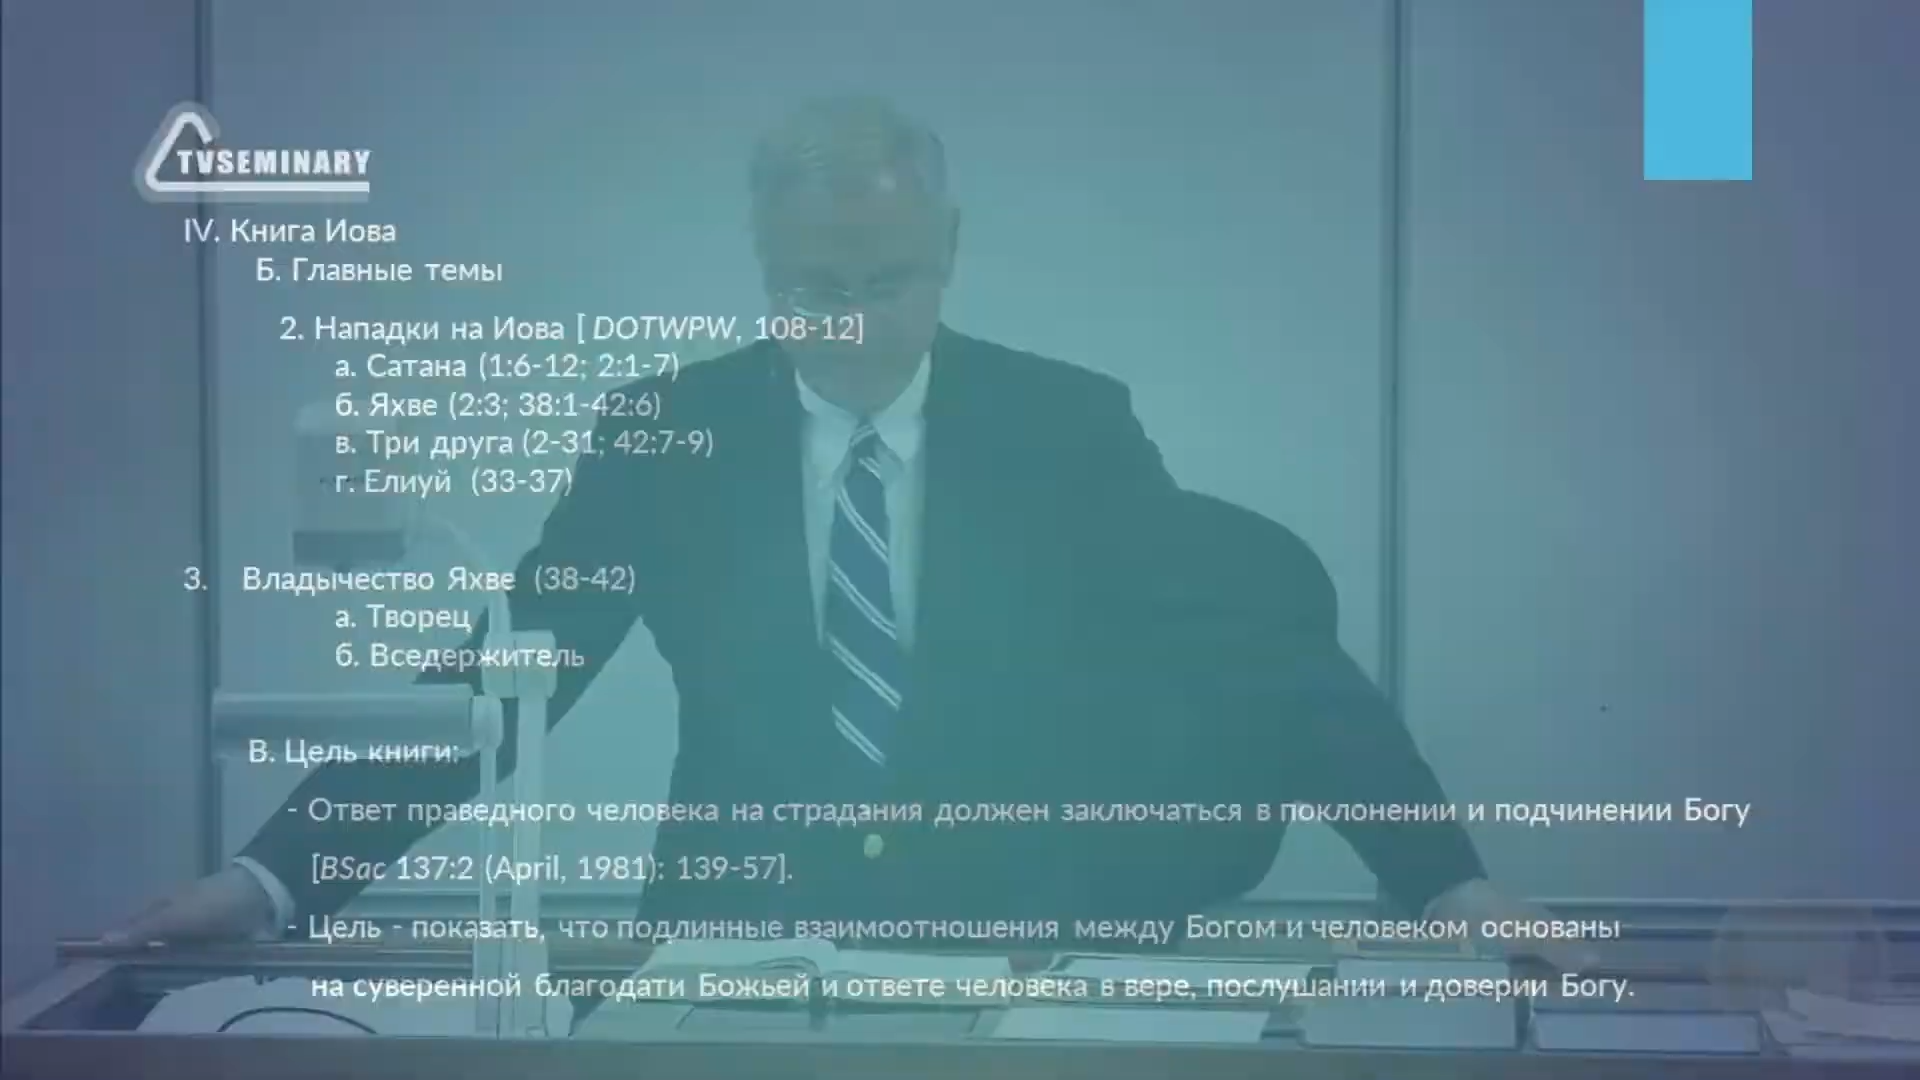 TVSEMINARY
IV. Книга Иова
Б. Главные темы
2. Нападки на Иова [ DOTWPW, 108-12]
а. Сатана (1:6-12; 2:1-7)
б. Яхве (2:3; 38:1-42:6)
в. Три друга (2-31; 42:7-9)
г. Елиуй (33-37)
3. Владычество Яхве (38-42)
а. Творец
б. Вседержитель
В. Цель книги:
- Ответ праведного человека на страдания должен заключаться в поклонении и подчинении Богу
[BSac 137:2 (April, 1981): 139-57].
- Цель - показать, что подлинные взаимоотношения между Богом и человеком основаны
на суверенной благодати Божьей и ответе человека в вере, послушании и доверии Богу.